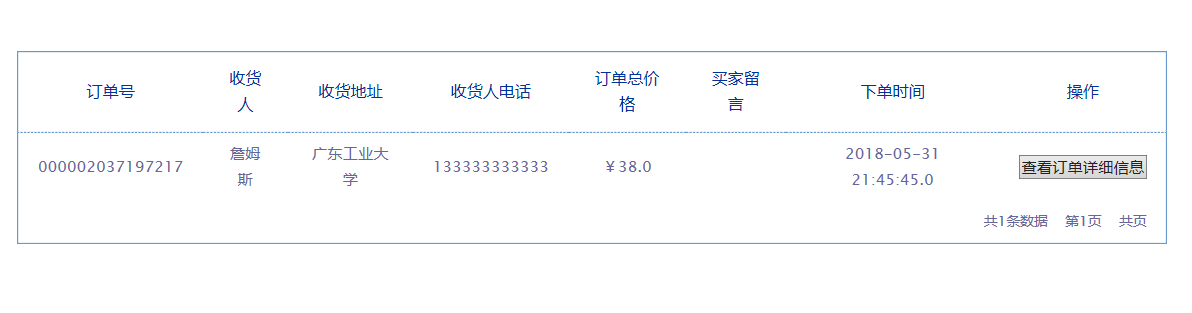 订单号 收货人 收货地址 收货人电话 订单总价格 买家留言 下单时间 操作
000002037197217 詹姆斯 广东工业大学 133333333333 ￥38.0 2018-05-31 21:45:45.0 查看订单详细信息
共1条数据 第1页 共页